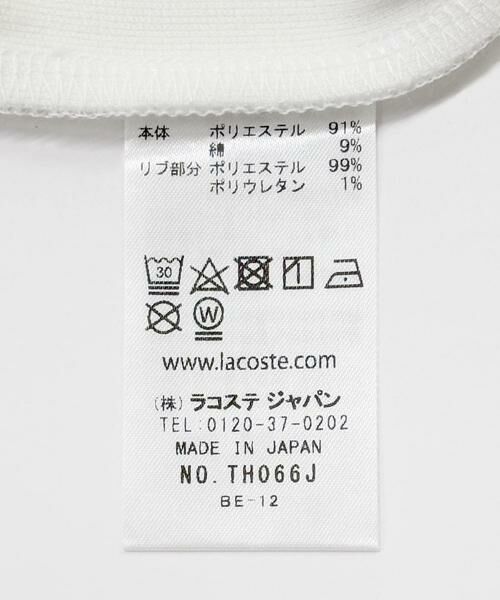 本体 ポリエステル 91%
綿 9%
リブ部分 ポリエステル 99%
ポリウレタン 1%
30
W
www.lacoste.com
(株) ラコステ ジャパン
TEL:0120-37-0202
MADE IN JAPAN
NO. TH066J
BE-12